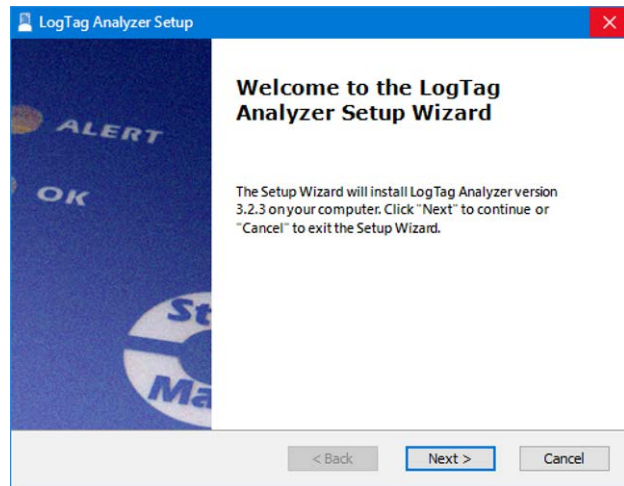 LogTag Analyzer Setup
Welcome to the LogTag
Analyzer Setup Wizard
ALERT
OK
The Setup Wizard will install LogTag Analyzer version
3.2.3 on your computer. Click "Next" to continue or
"Cancel" to exit the Setup Wizard.
St
Ma
< Back
Next >
Cancel